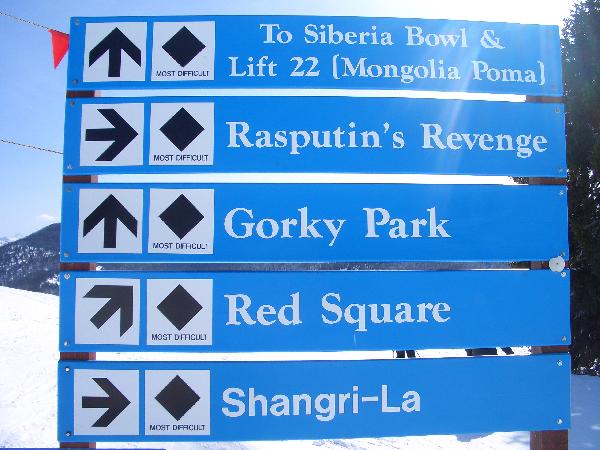 To Siberia Bowl &
MOST DIFFICULT Lift 22 (Mongolia Poma)
MOST DIFFICULT Rasputin's Revenge
MOST DIFFICULT Gorky Park
MOST DIFFICULT Red Square
MOST DIFFICULT Shangri-La